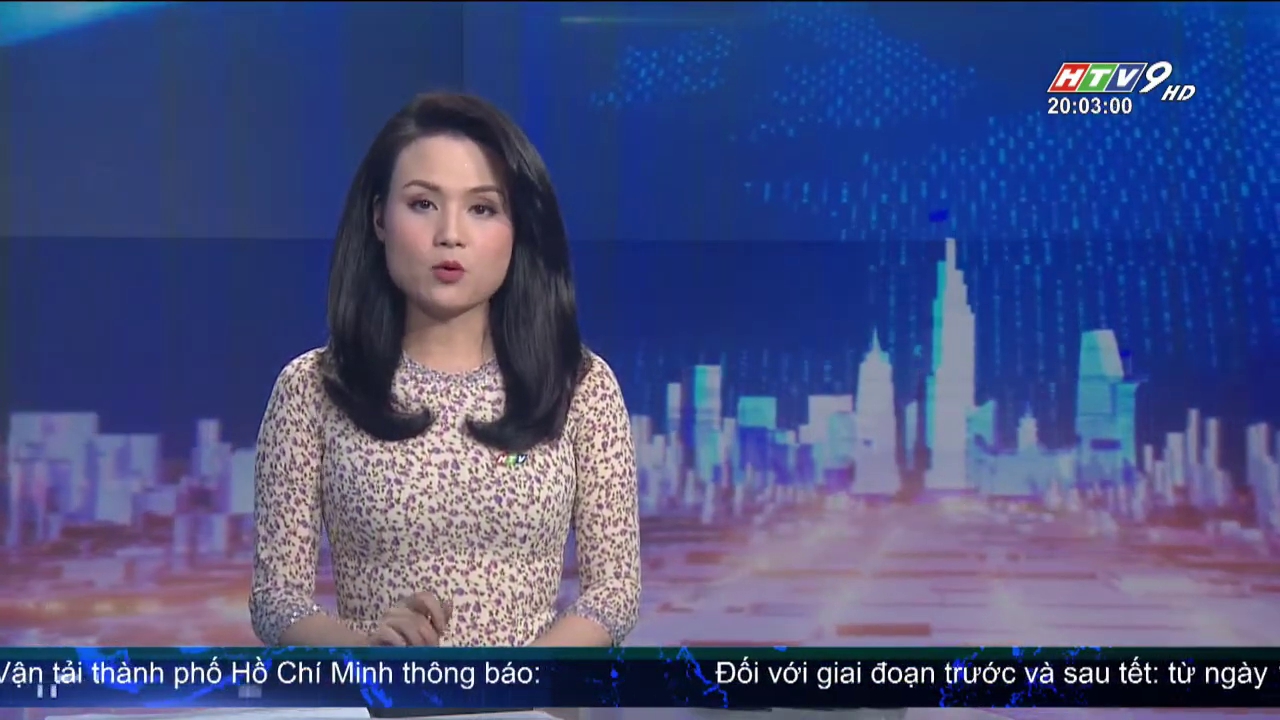 HTV9 HD
20:03:00
HTV
Vận tải thành phố Hồ Chí Minh thông báo: Đối với giai đoạn trước và sau tết: từ ngày